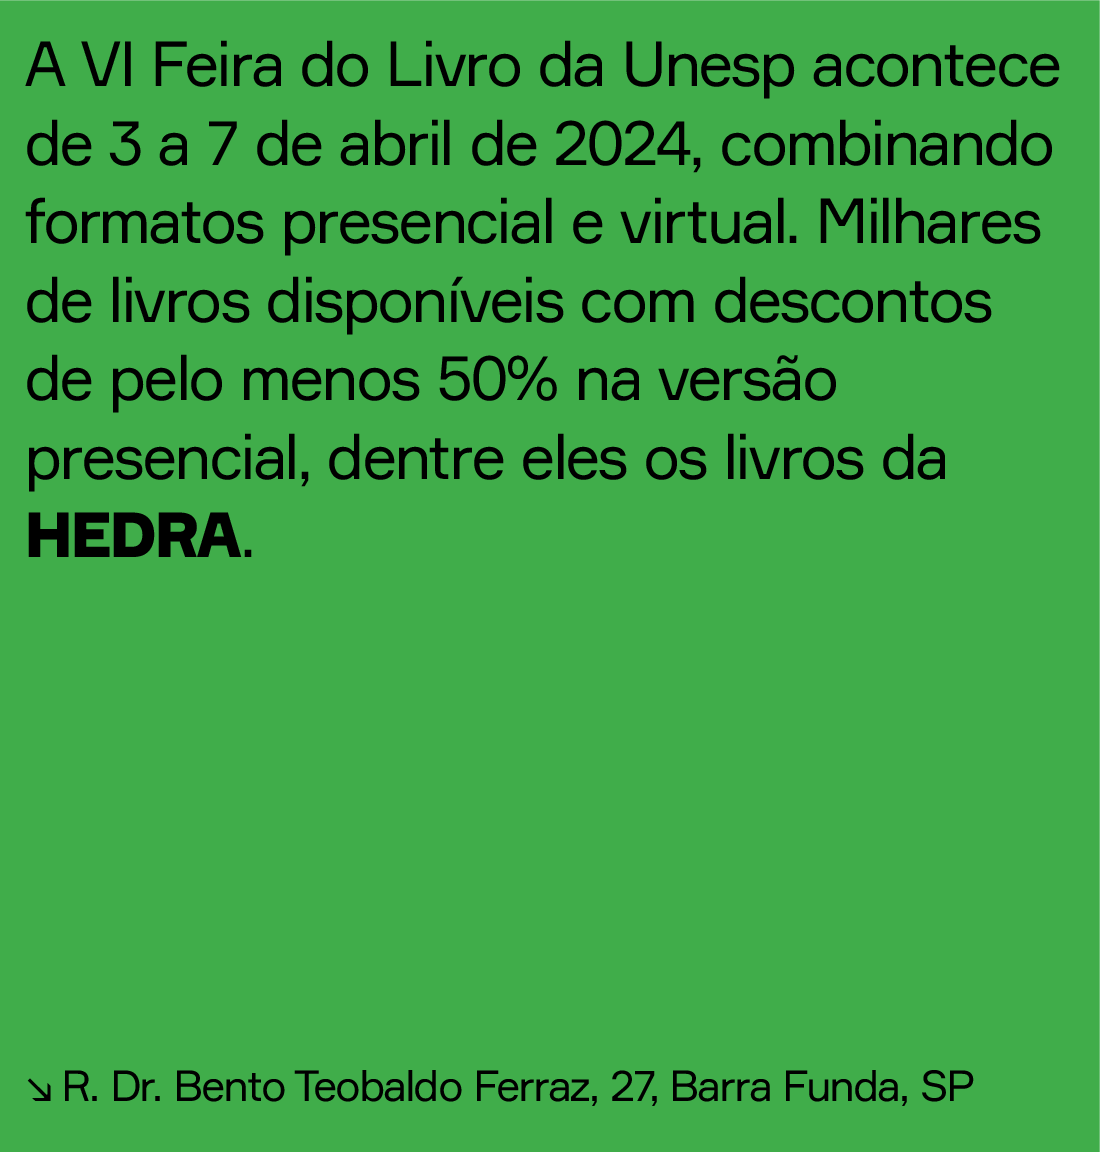 A VI Feira do Livro da Unesp acontece
de 3 a 7 de abril de 2024, combinando
formatos presencial e virtual. Milhares
de livros disponíveis com descontos
de pelo menos 50% na versão
presencial, dentre eles os livros da
HEDRA.
↘ R. Dr. Bento Teobaldo Ferraz, 27, Barra Funda, SP